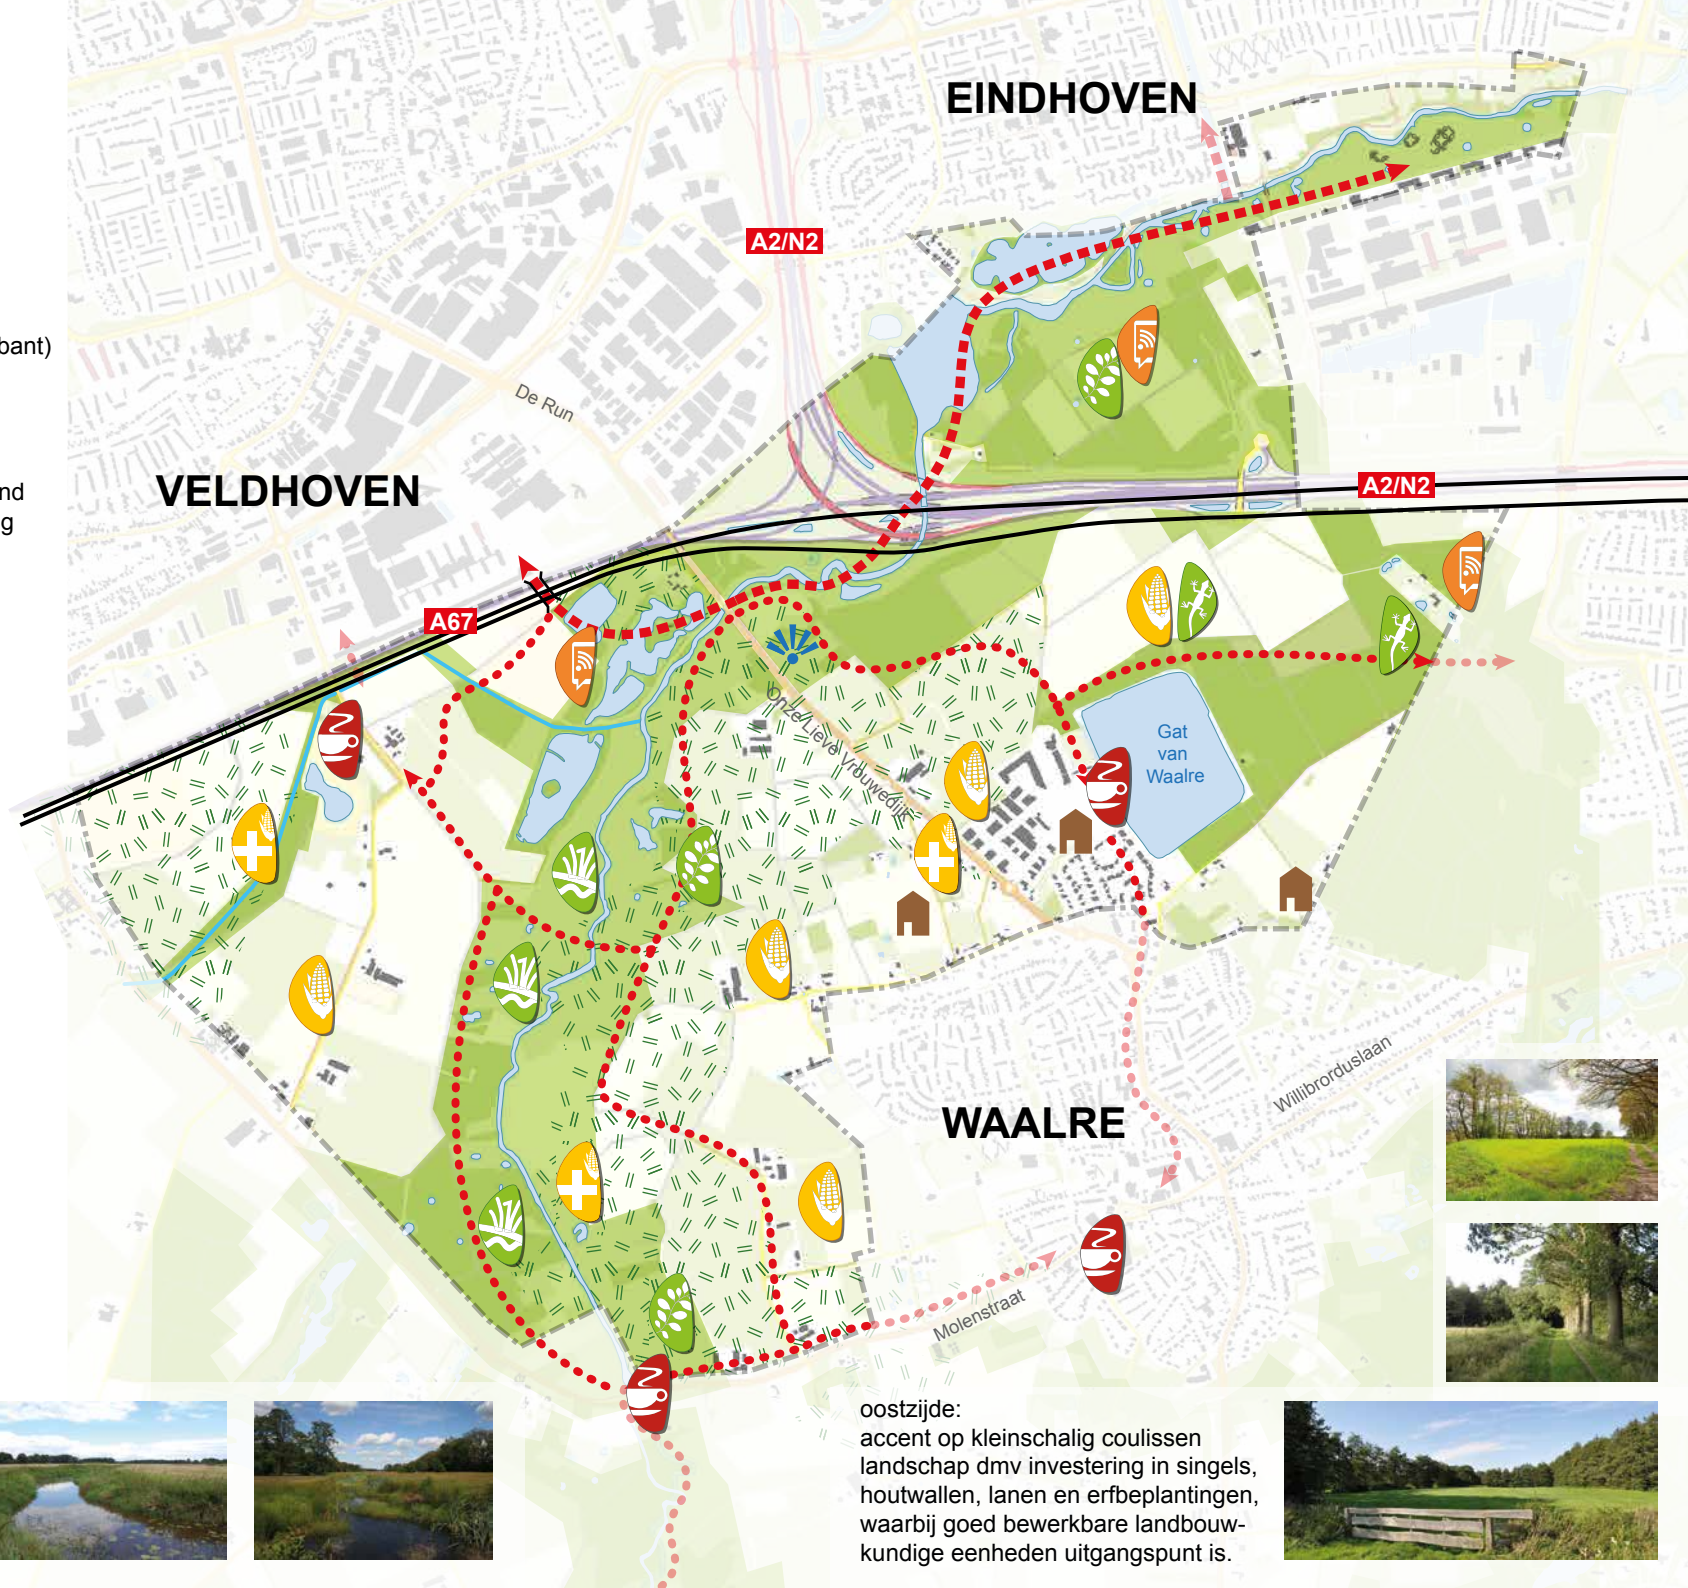 EINDHOVEN
A2/N2
bant)
De Run
VELDHOVEN
A2/N2
nd
g
A67
Onze Lieve Vrouwedijk
Gat
van
Waalre
Willibrorduslaan
WAALRE
Molenstraat
oostzijde:
accent op kleinschalig coulissen
landschap dmv investering in singels,
houtwallen, lanen en erfbeplantingen,
waarbij goed bewerkbare landbouw-
kundige eenheden uitgangspunt is.